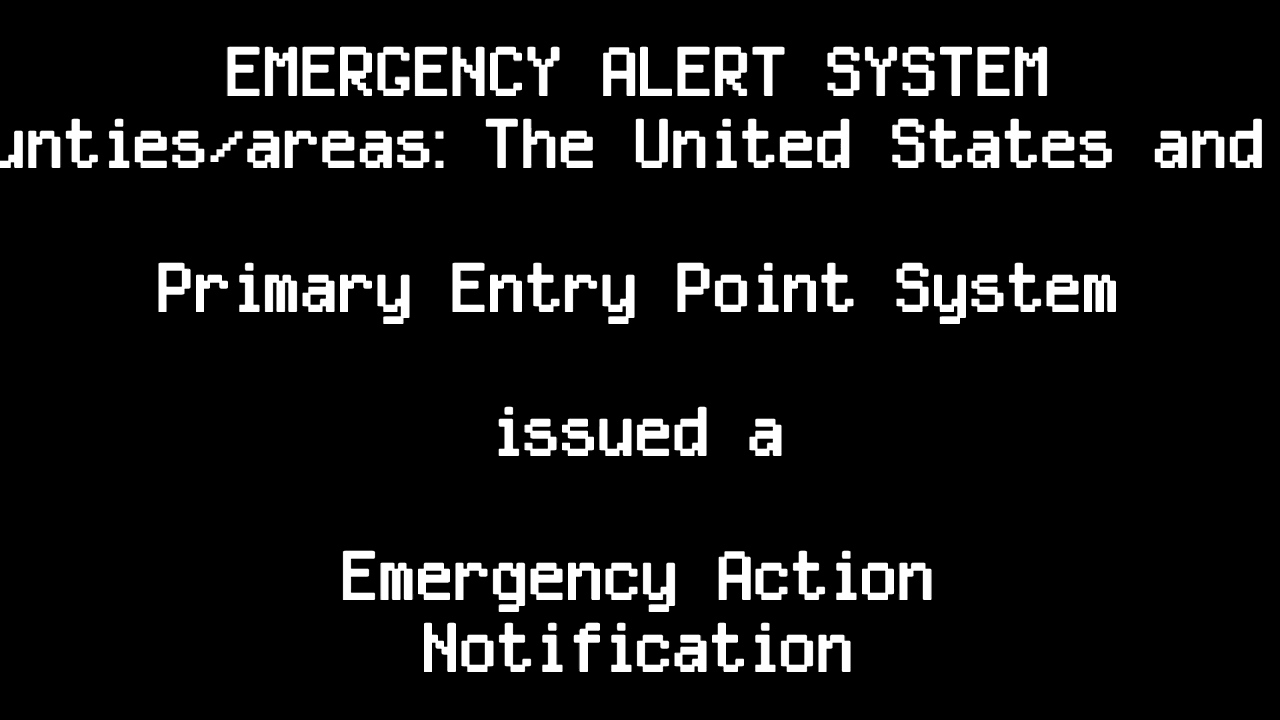 EMERGENCY ALERT SYSTEM
unties/areas: The United States and
Primary Entry Point System
issued a
Emergency Action
Notification